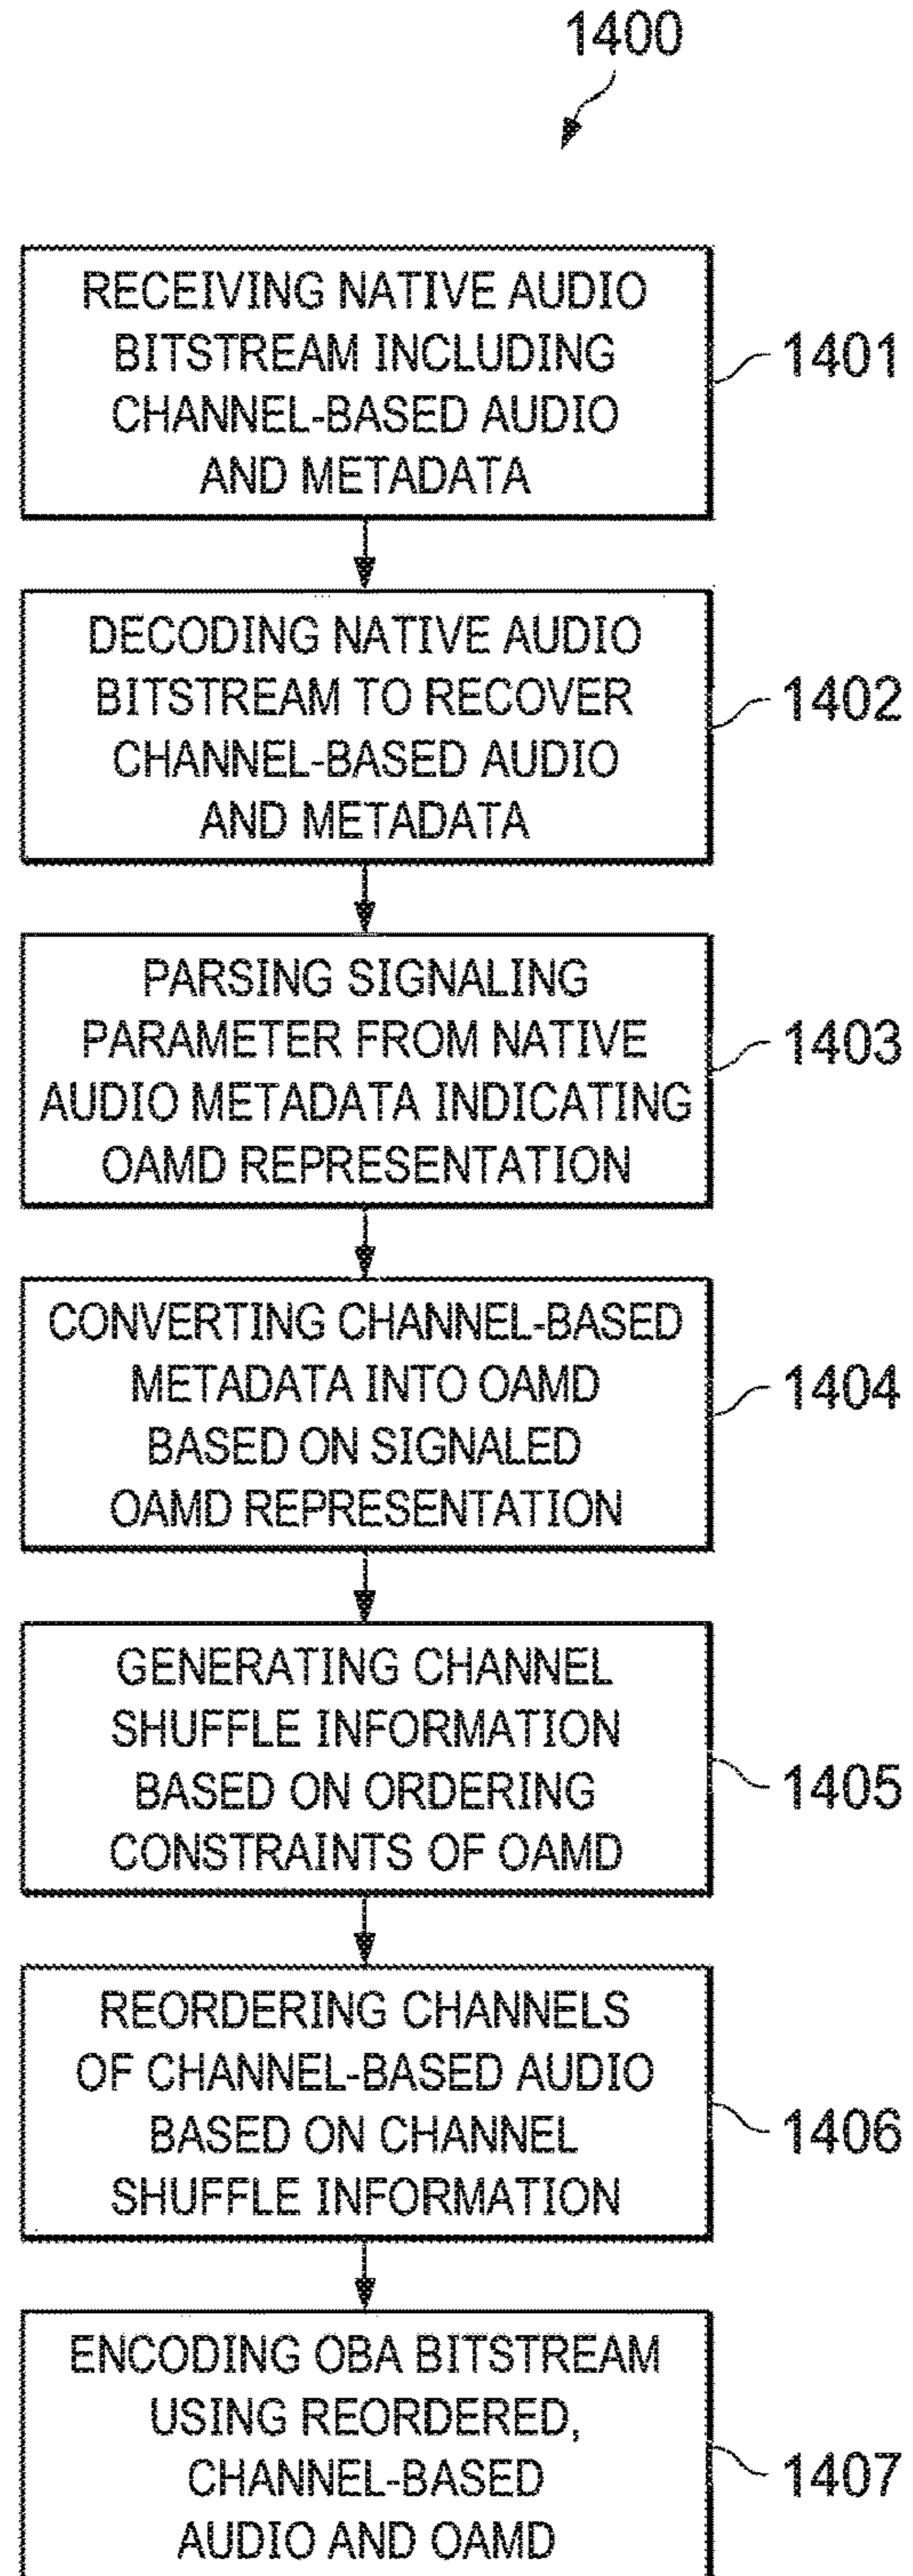 1400
RECEIVING NATIVE AUDIO
BITSTREAM INCLUDING
CHANNEL-BASED AUDIO
AND METADATA
1401
DECODING NATIVE AUDIO
BITSTREAM TO RECOVER
CHANNEL-BASED AUDIO
AND METADATA
1402
PARSING SIGNALING
PARAMETER FROM NATIVE
AUDIO METADATA INDICATING
OAMD REPRESENTATION
1403
CONVERTING CHANNEL-BASED
METADATA INTO OAMD
BASED ON SIGNALED
OAMD REPRESENTATION
1404
GENERATING CHANNEL
SHUFFLE INFORMATION
BASED ON ORDERING
CONSTRAINTS OF OAMD
1405
REORDERING CHANNELS
OF CHANNEL-BASED AUDIO
BASED ON CHANNEL
SHUFFLE INFORMATION
1406
ENCODING OBA BITSTREAM
USING REORDERED,
CHANNEL-BASED
AUDIO AND OAMD
1407